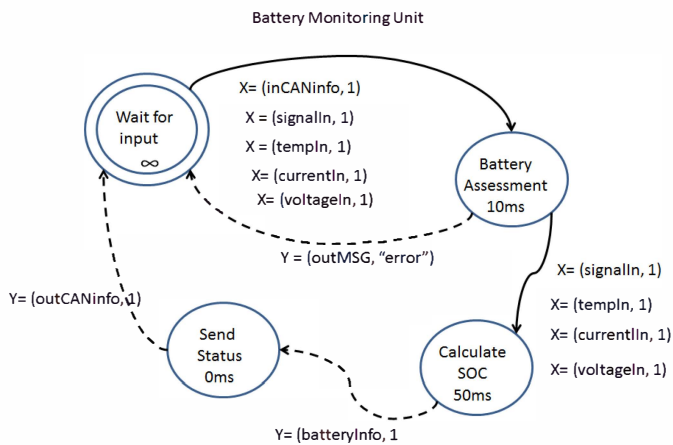 Battery Monitoring Unit
X= (inCANinfo, 1)
X = (signalIn, 1)
X = (tempIn, 1)
X= (currentIn, 1)
X= (voltageIn, 1)
Wait for
input
∞
Battery
Assessment
10ms
Y = (outMSG, “error”)
X= (signalIn, 1)
X= (tempIn, 1)
X= (currentlIn, 1)
X= (voltageIn, 1)
Y= (outCANinfo, 1)
Send
Status
0ms
Calculate
SOC
50ms
Y= (batteryInfo, 1